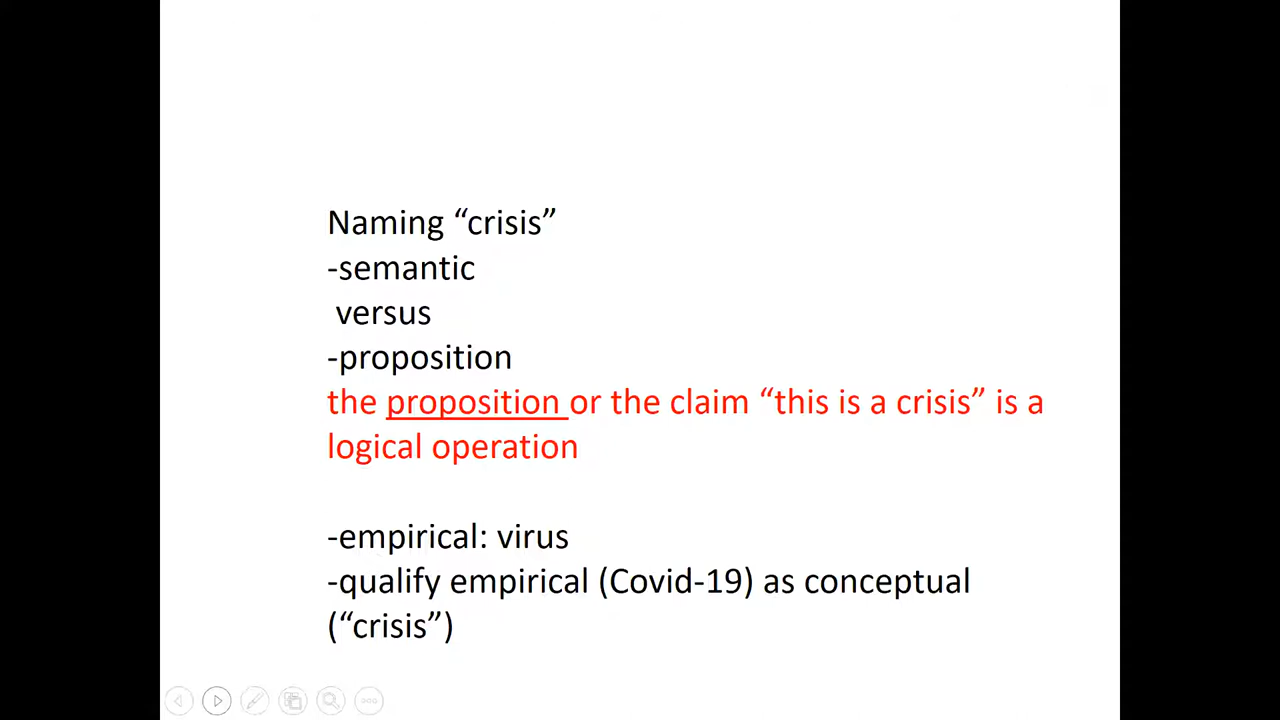 Naming “crisis”
-semantic
versus
-proposition
the proposition or the claim “this is a crisis” is a
logical operation
-empirical: virus
-qualify empirical (Covid-19) as conceptual
(“crisis”)